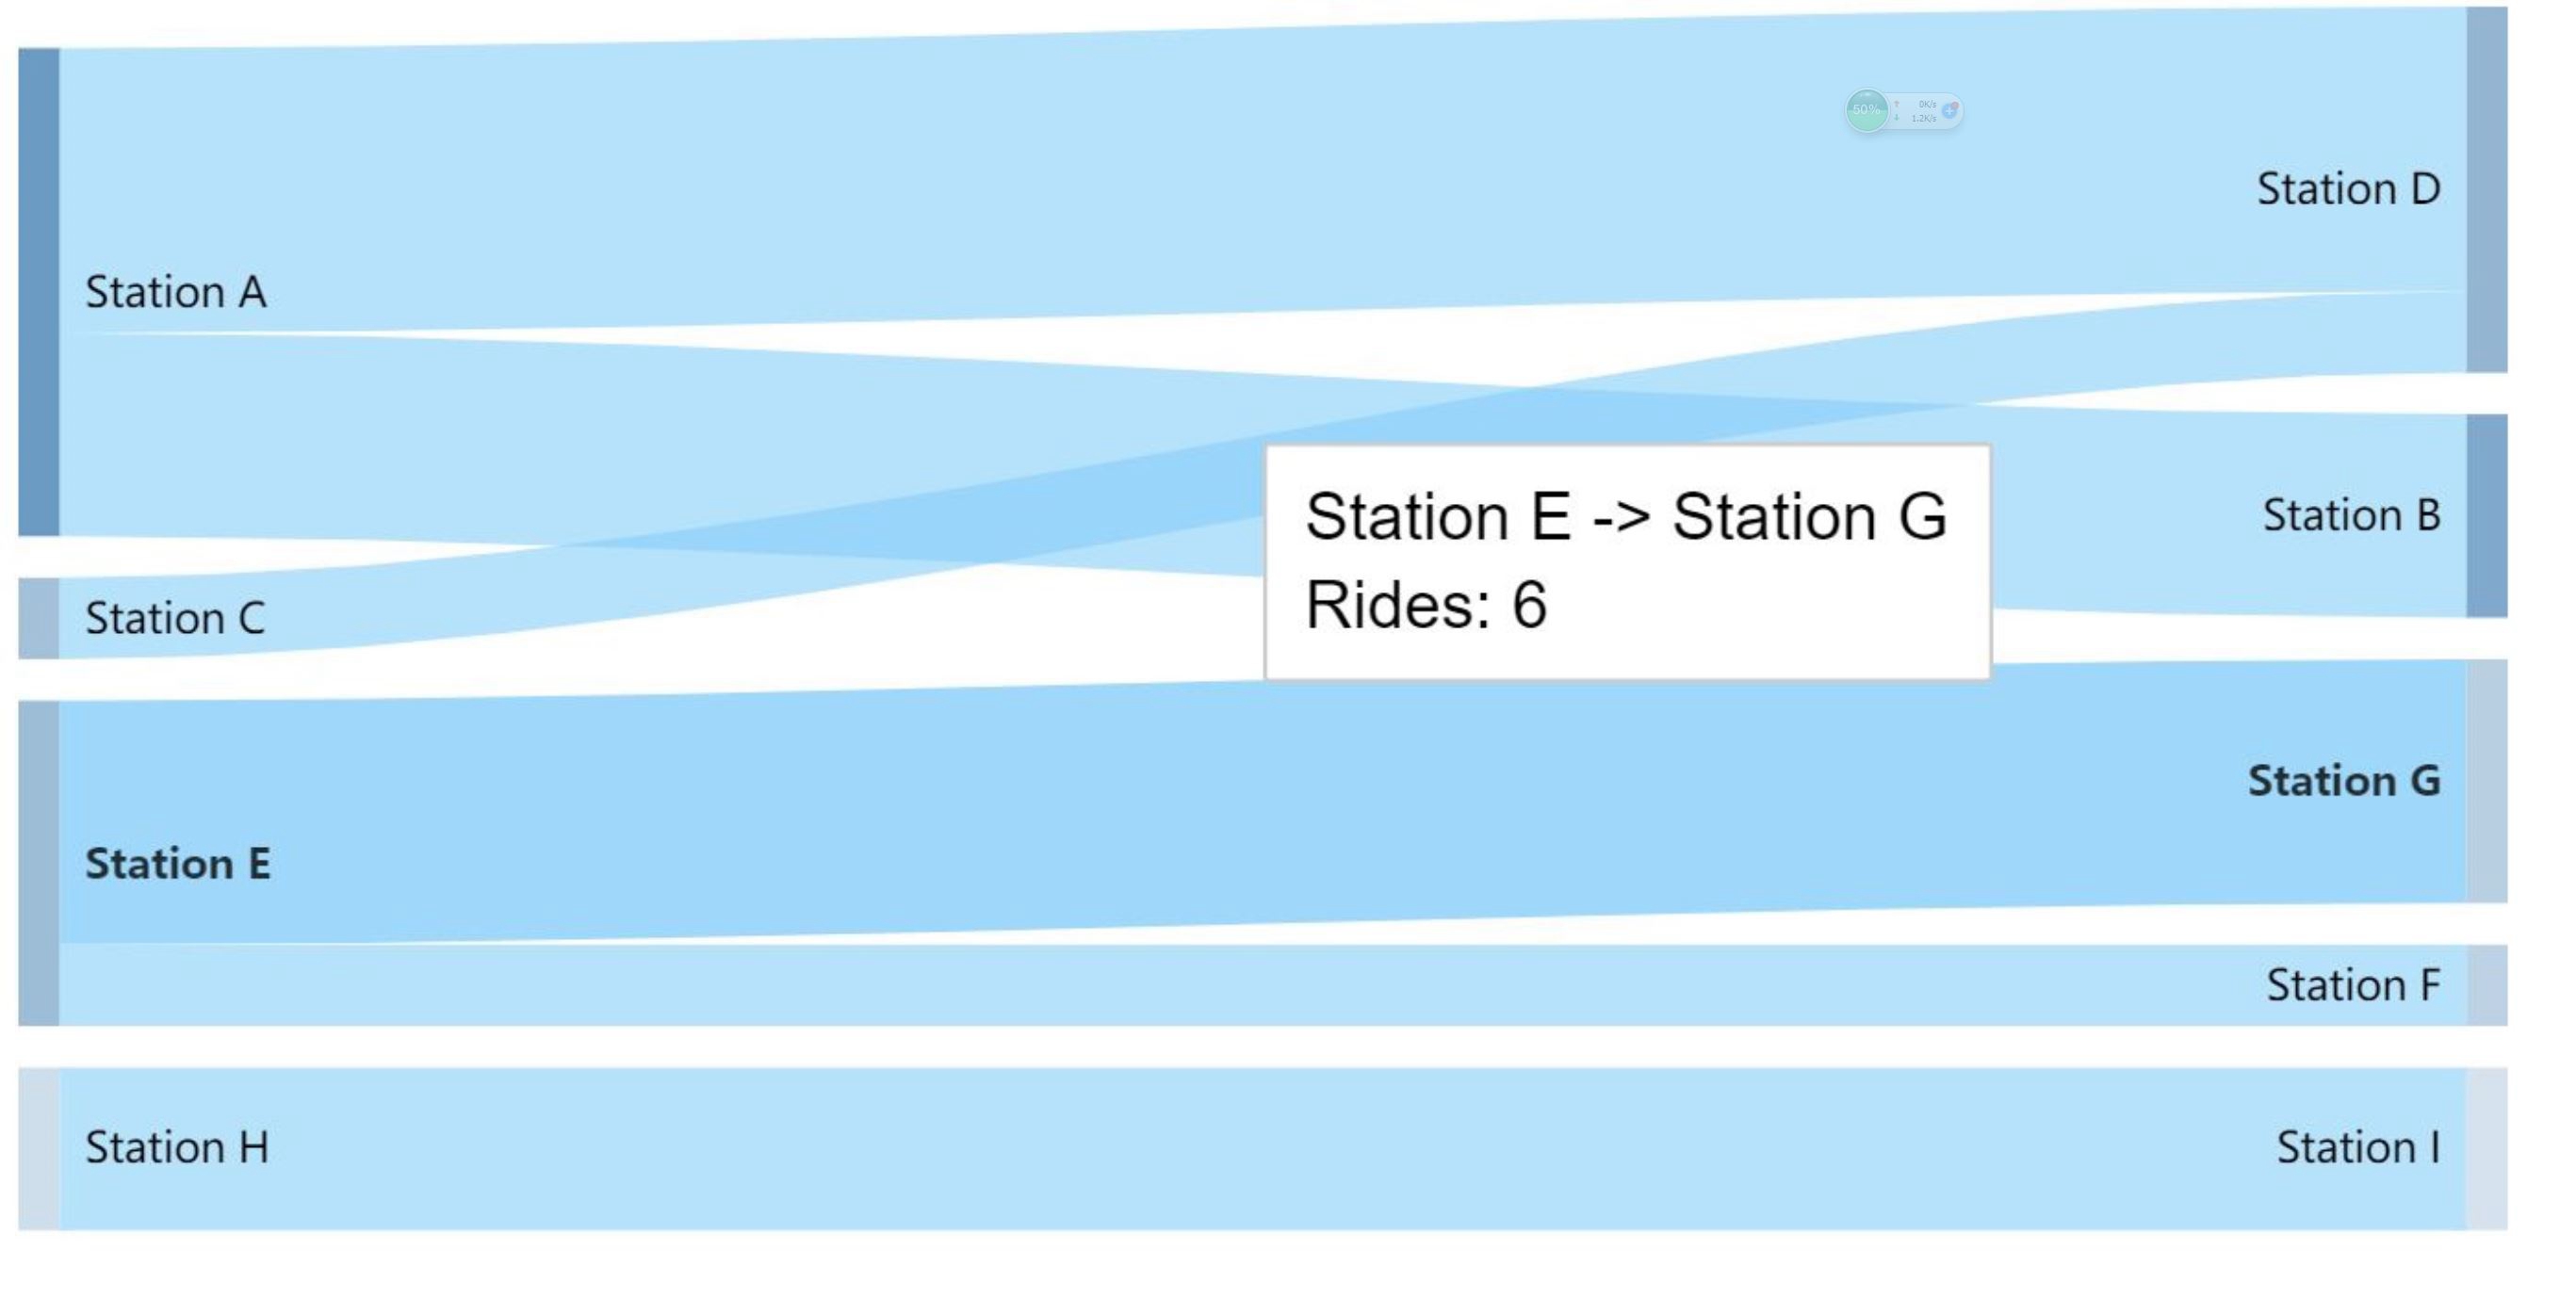 50%
0K/s
1.2K/s
Station D
Station A
Station B
Station E -> Station G
Rides: 6
Station C
Station G
Station E
Station F
Station H
Station I